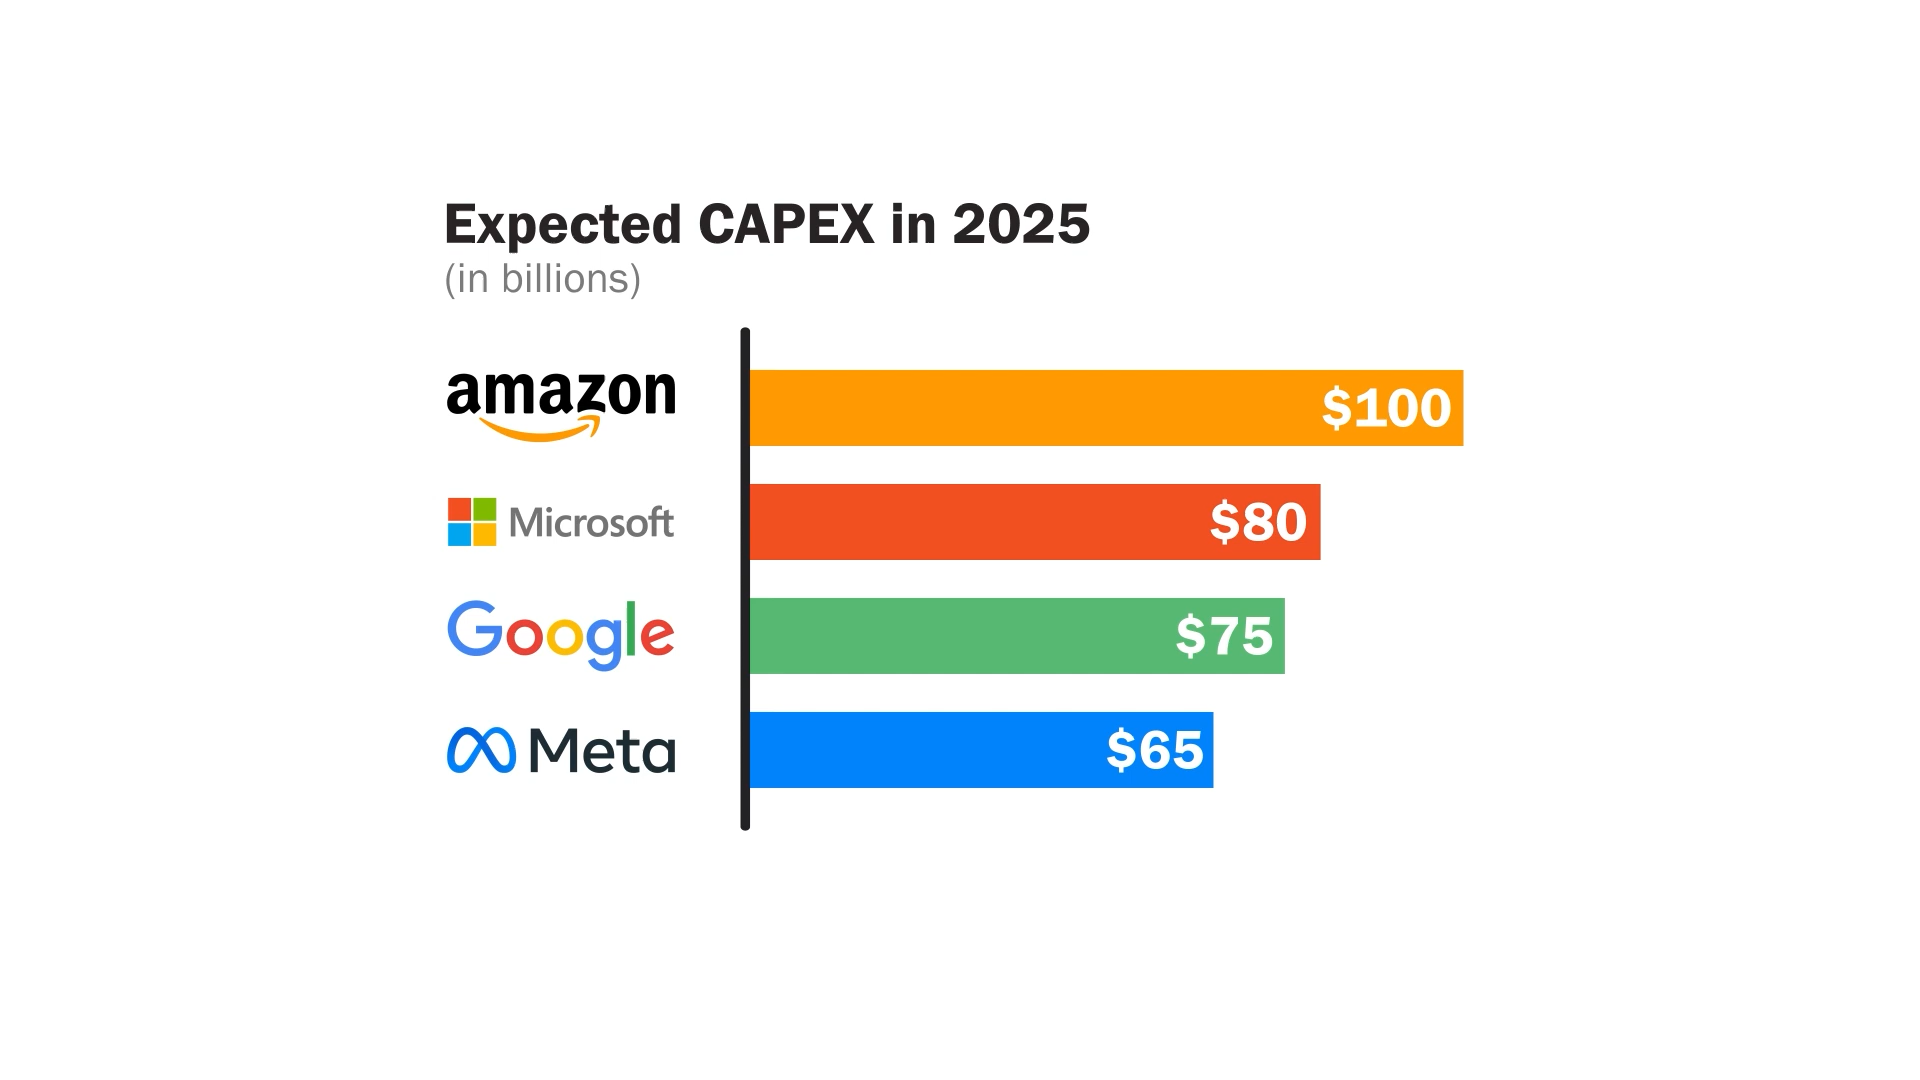 Expected CAPEX in 2025
(in billions)
amazon
$100
Microsoft
$80
Google
$75
Meta
$65